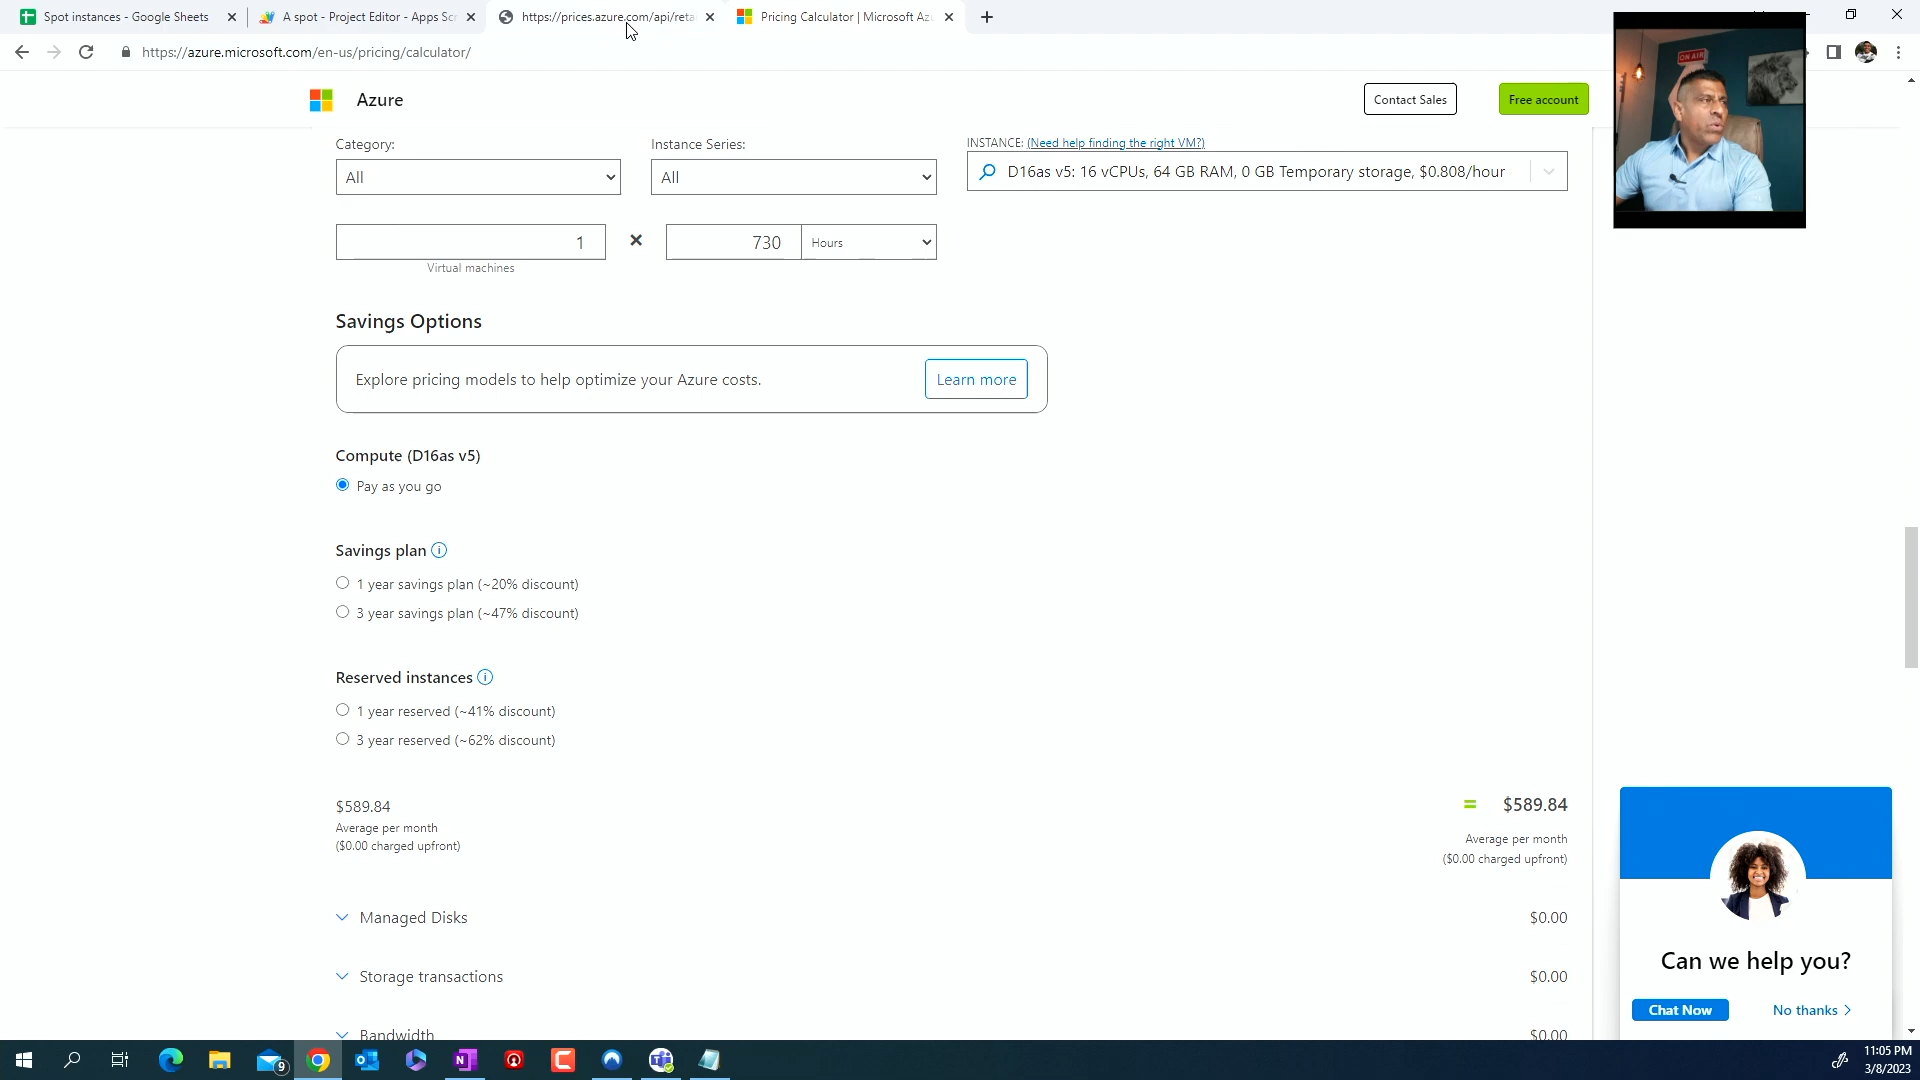 Spot instances - Google Sheets
A spot - Project Editor - Apps Scr
https://prices.azure.com/api/reta
Pricing Calculator | Microsoft Az
https://azure.microsoft.com/en-us/pricing/calculator/
Azure
Contact Sales
Free account
ON AIR
Category:
Instance Series:
INSTANCE: (Need help finding the right VM?)
All
All
D16as v5: 16 vCPUs, 64 GB RAM, 0 GB Temporary storage, $0.808/hour
1
730
Hours
Virtual machines
Savings Options
Explore pricing models to help optimize your Azure costs.
Learn more
Compute (D16as v5)
Pay as you go
Savings plan
1 year savings plan (~20% discount)
3 year savings plan (~47% discount)
Reserved instances
1 year reserved (~41% discount)
3 year reserved (~62% discount)
$589.84
Average per month
($0.00 charged upfront)
= $589.84
Average per month
($0.00 charged upfront)
Managed Disks
$0.00
Storage transactions
$0.00
Bandwidth
$0.00
Can we help you?
Chat Now
No thanks
9
11:05 PM
3/8/2023